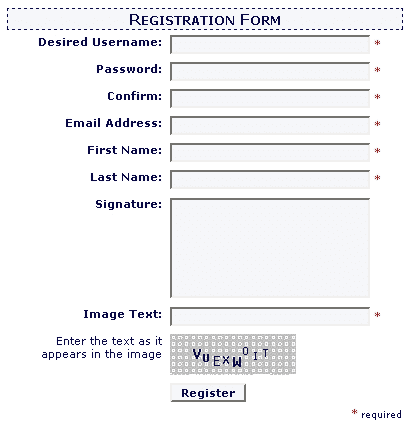 Registration Form
Desired Username: *
Password: *
Confirm: *
Email Address: *
First Name: *
Last Name: *
Signature:
Image Text: *
Enter the text as it
appears in the image
VUEXWOIT
Register
* required